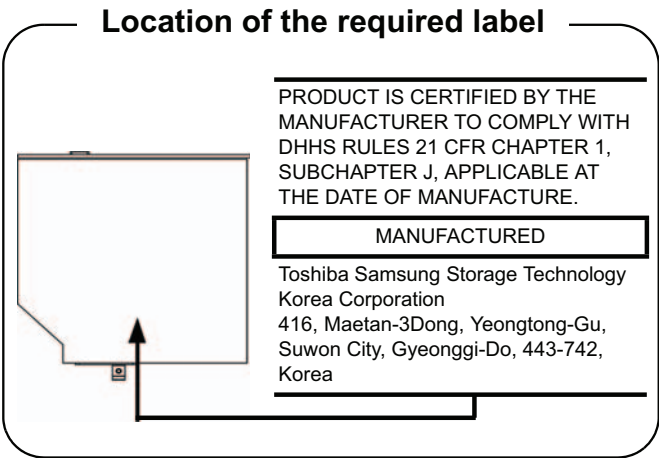 Location of the required label
PRODUCT IS CERTIFIED BY THE
MANUFACTURER TO COMPLY WITH
DHHS RULES 21 CFR CHAPTER 1,
SUBCHAPTER J, APPLICABLE AT
THE DATE OF MANUFACTURE.
MANUFACTURED
Toshiba Samsung Storage Technology
Korea Corporation
416, Maetan-3Dong, Yeongtong-Gu,
Suwon City, Gyeonggi-Do, 443-742,
Korea